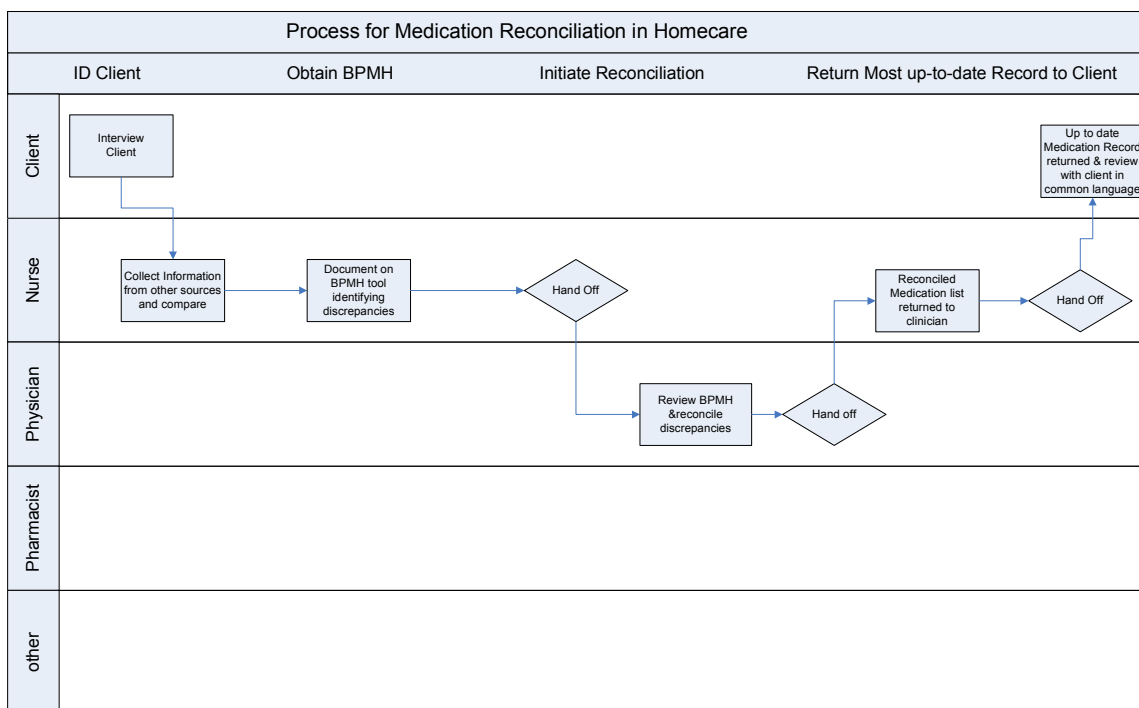 Process for Medication Reconciliation in Homecare
ID Client
Obtain BPMH
Initiate Reconciliation
Return Most up-to-date Record to Client
Client
Interview
Client
Up to date
Medication Record
returned & review
with client in
common language
Nurse
Collect Information
from other sources
and compare
Document on
BPMH tool
identifying
discrepancies
Hand Off
Reconciled
Medication list
returned to
clinician
Hand Off
Physician
Review BPMH
&reconcile
discrepancies
Hand off
Pharmacist
other